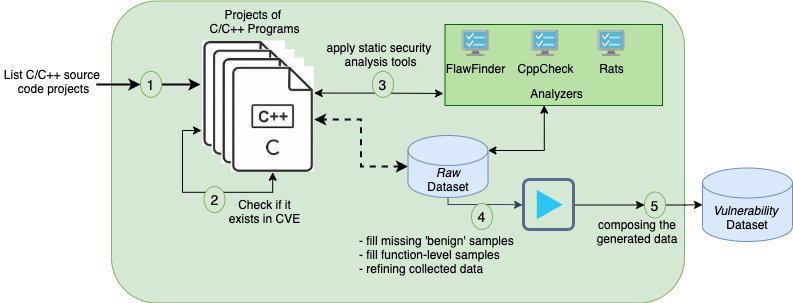 Projects of
C/C++ Programs
List C/C++ source
code projects
1
C++
C
2
Check if it
exists in CVE
apply static security
analysis tools
3
FlawFinder
CppCheck
Rats
Analyzers
Raw
Dataset
4
- fill missing 'benign' samples
- fill function-level samples
- refining collected data
5
composing the
generated data
Vulnerability
Dataset